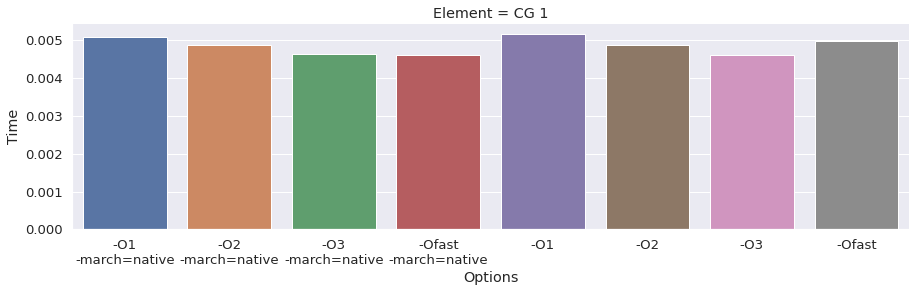 Element = CG 1
0.005
0.004
0.003
0.002
0.001
0.000
Time
-O1 -O2 -O3 -Ofast -O1 -O2 -O3 -Ofast
-march=native -march=native -march=native -march=native
Options